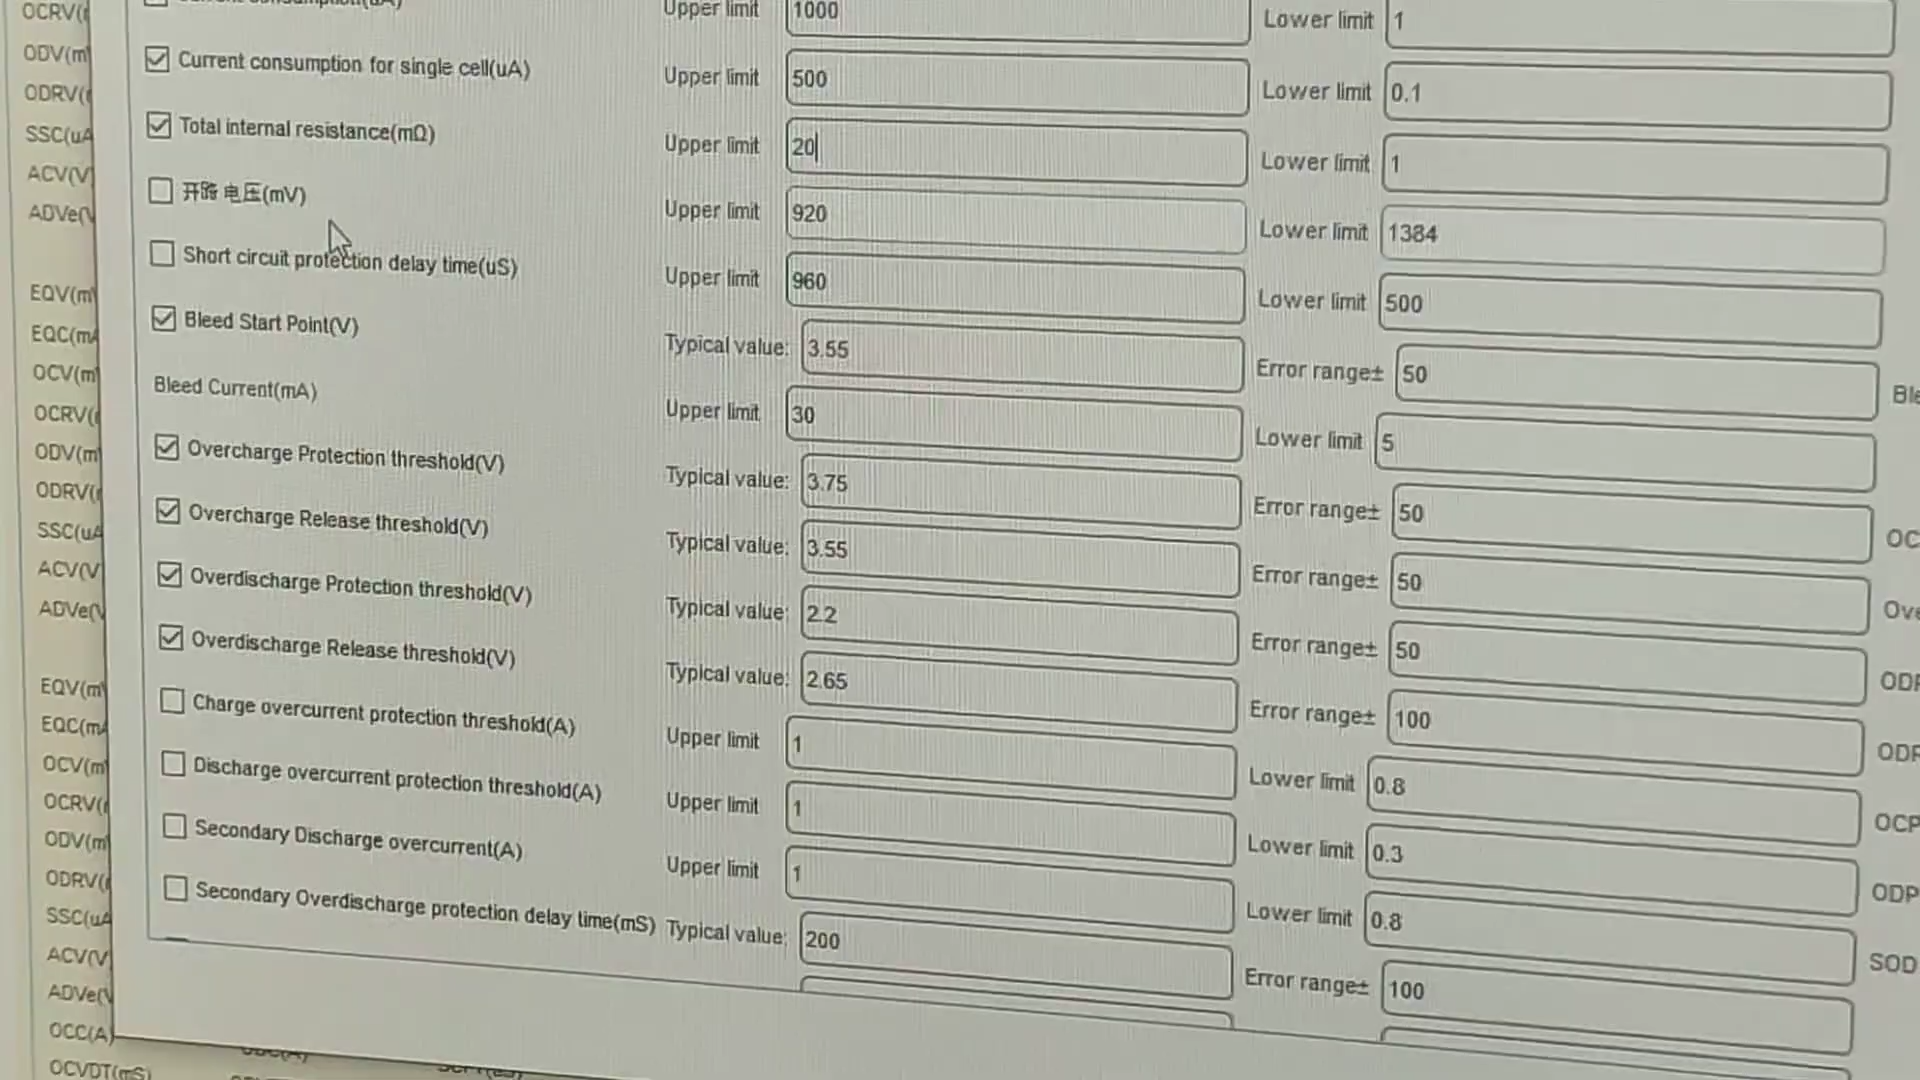 Upper limit 1000 Lower limit 1
Current consumption for single cell(uA) Upper limit 500 Lower limit 0.1
Total internal resistance(mΩ) Upper limit 20 Lower limit 1
开路 电压(mV) Upper limit 920 Lower limit 1384
Short circuit protection delay time(uS) Upper limit 960 Lower limit 500
Bleed Start Point(V) Typical value: 3.55 Error range± 50 Ble
Bleed Current(mA) Upper limit 30 Lower limit 5
Overcharge Protection threshold(V) Typical value: 3.75 Error range± 50 OC
Overcharge Release threshold(V) Typical value: 3.55 Error range± 50 Ove
Overdischarge Protection threshold(V) Typical value: 2.2 Error range± 50 ODP
Overdischarge Release threshold(V) Typical value: 2.65 Error range± 100
Charge overcurrent protection threshold(A) Upper limit 1 Lower limit 0.8 OCP
Discharge overcurrent protection threshold(A) Upper limit 1 Lower limit 0.3 ODP
Secondary Discharge overcurrent(A) Upper limit 1 Lower limit 0.8 SOD
Secondary Overdischarge protection delay time(mS) Typical value: 200 Error range± 100
OCRV(
ODV(m
ODRV(
SSC(uA
ACV(V
ADVe(V
EQV(m
EQC(mA
OCV(m
OCRV(
ODV(m
ODRV(
SSC(uA
ACV(V
ADVe(V
EQV(m
EQC(mA
OCV(m
OCRV(
ODV(m
ODRV(
SSC(uA
ACV(V
ADVe(V
OCC(A)
OCVDT(mS)